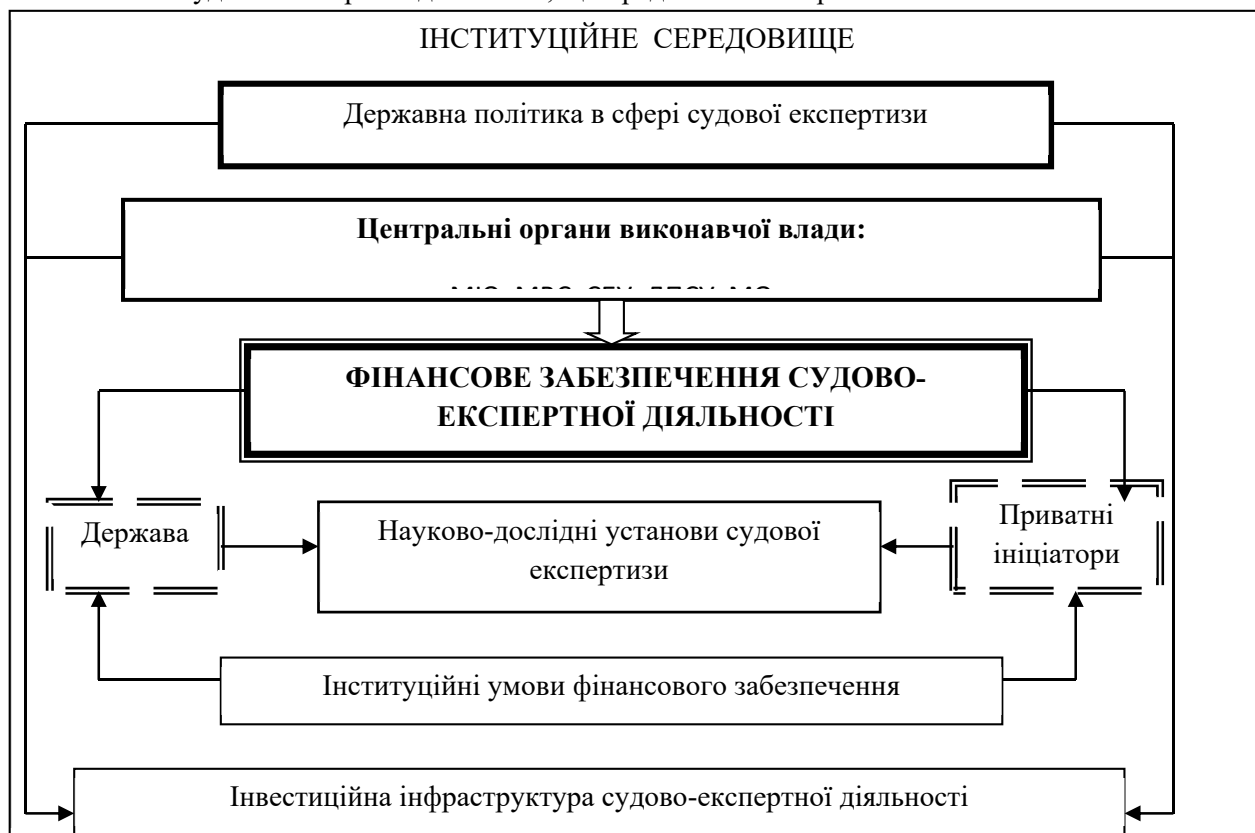 ІНСТИТУЦІЙНЕ СЕРЕДОВИЩЕ
Державна політика в сфері судової експертизи
Центральні органи виконавчої влади:
ФІНАНСОВЕ ЗАБЕЗПЕЧЕННЯ СУДОВО-
ЕКСПЕРТНОЇ ДІЯЛЬНОСТІ
Держава
Науково-дослідні установи судової
експертизи
Приватні
ініціатори
Інституційні умови фінансового забезпечення
Інвестиційна інфраструктура судово-експертної діяльності